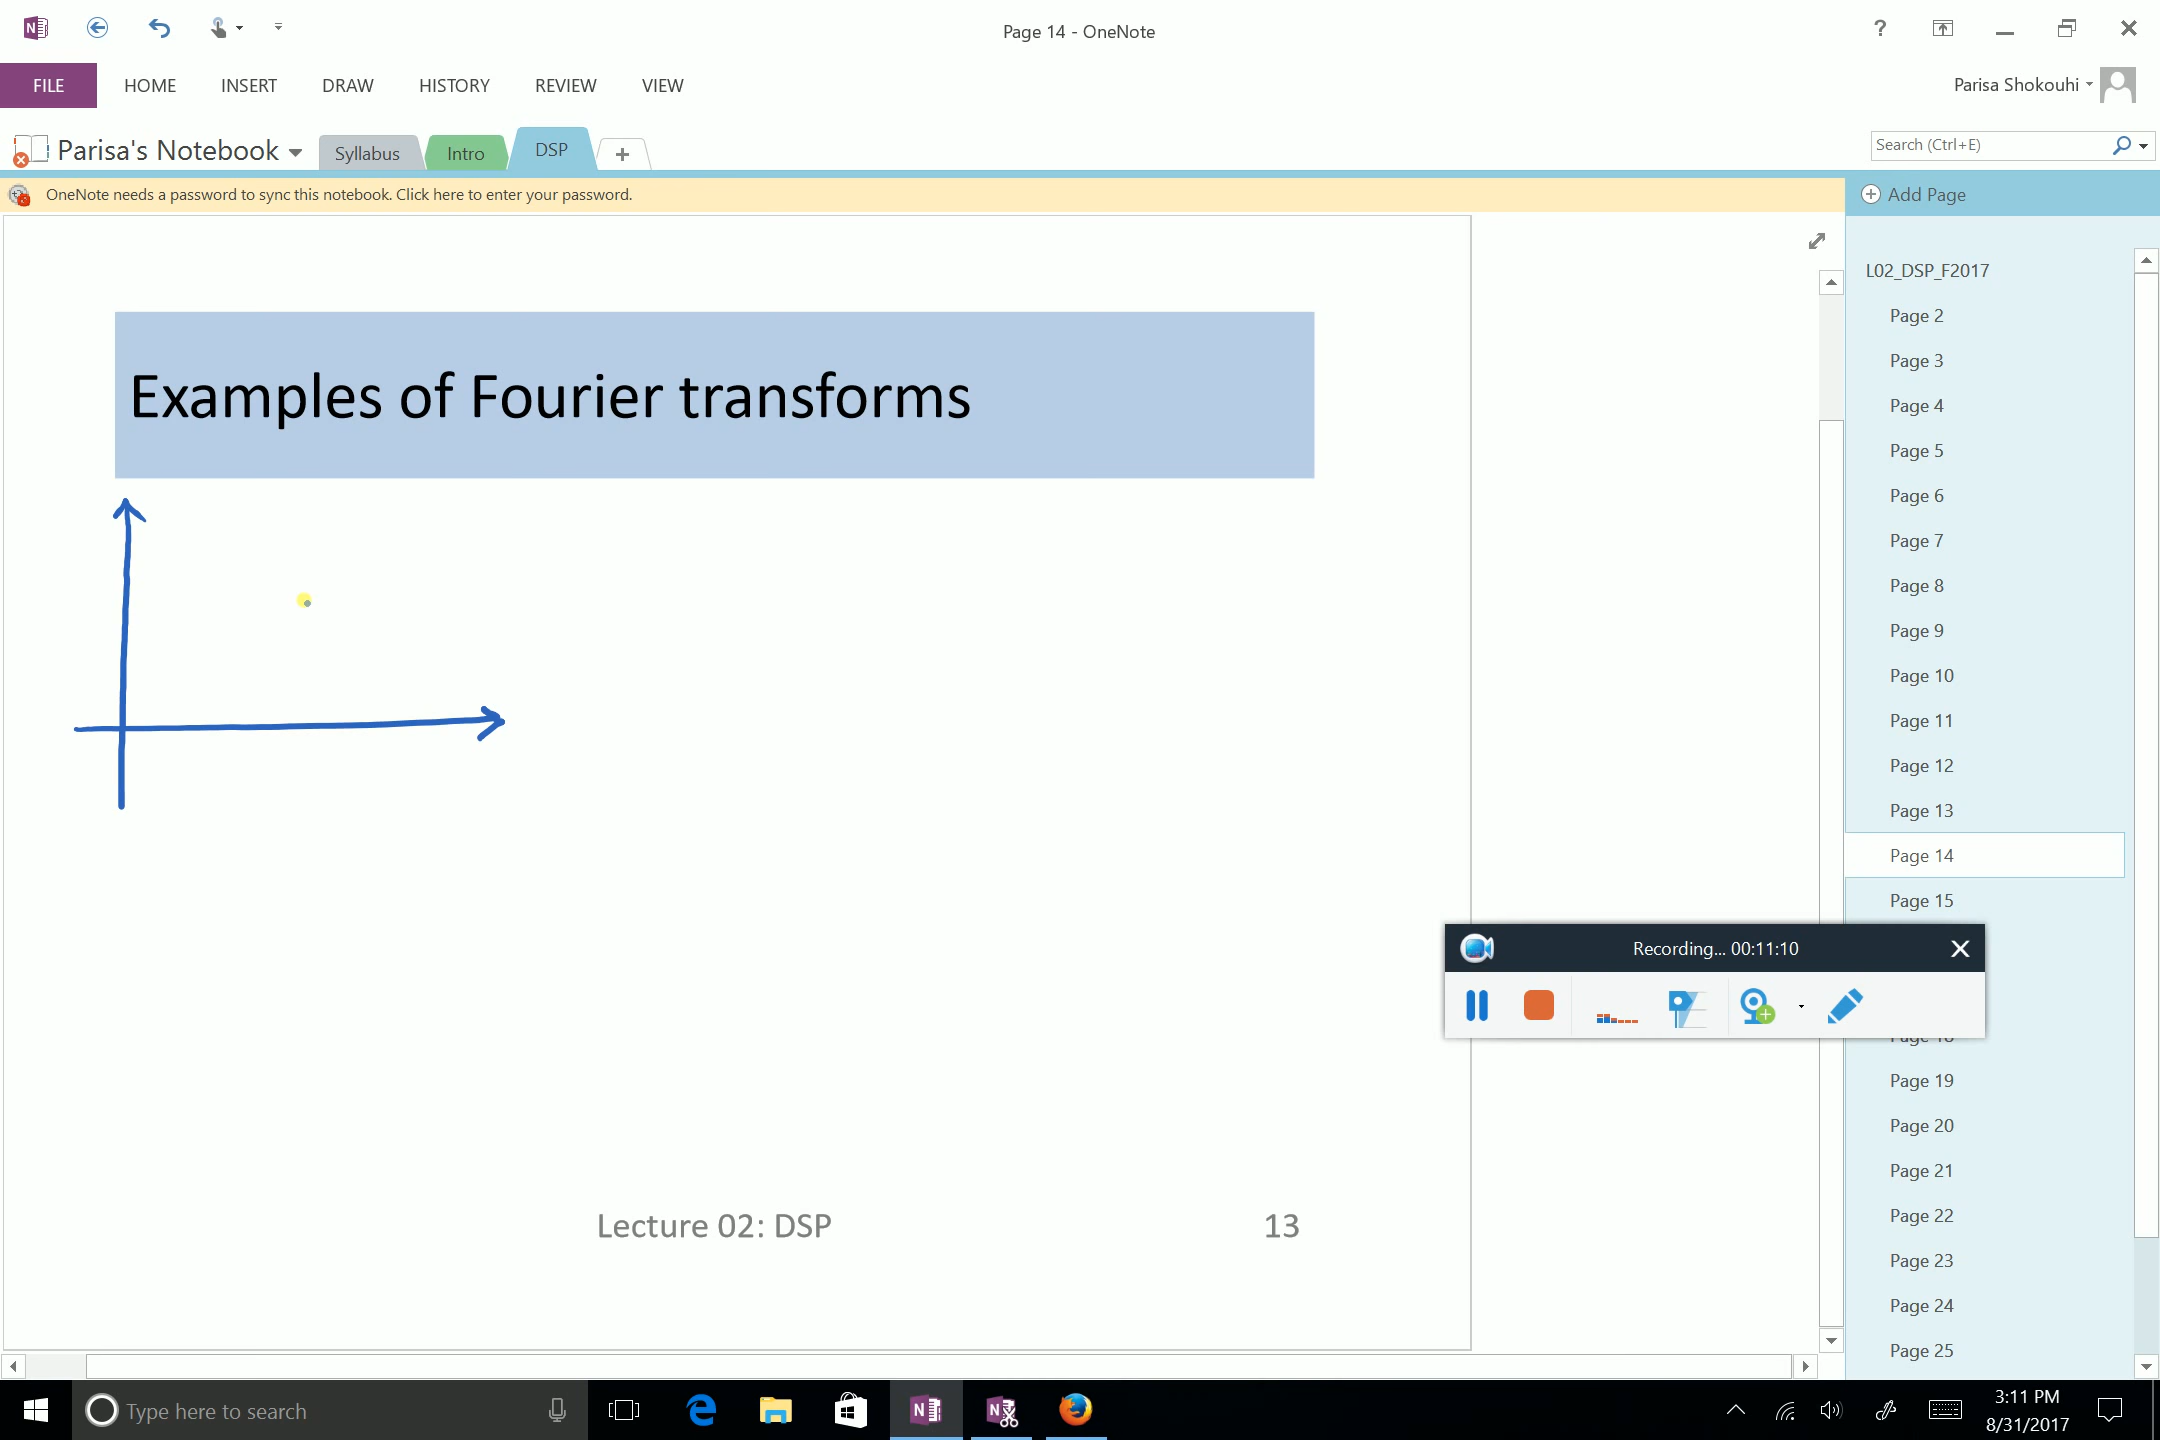 Page 14 - OneNote
?
FILE HOME INSERT DRAW HISTORY REVIEW VIEW
Parisa Shokouhi
Parisa's Notebook Syllabus Intro DSP +
Search (Ctrl+E)
OneNote needs a password to sync this notebook. Click here to enter your password.
Add Page
L02_DSP_F2017
Page 2
Page 3
Page 4
Page 5
Page 6
Page 7
Page 8
Page 9
Page 10
Page 11
Page 12
Page 13
Page 14
Page 15
Page 18
Page 19
Page 20
Page 21
Page 22
Page 23
Page 24
Page 25
Examples of Fourier transforms
Recording... 00:11:10
Lecture 02: DSP 13
Type here to search
3:11 PM
8/31/2017